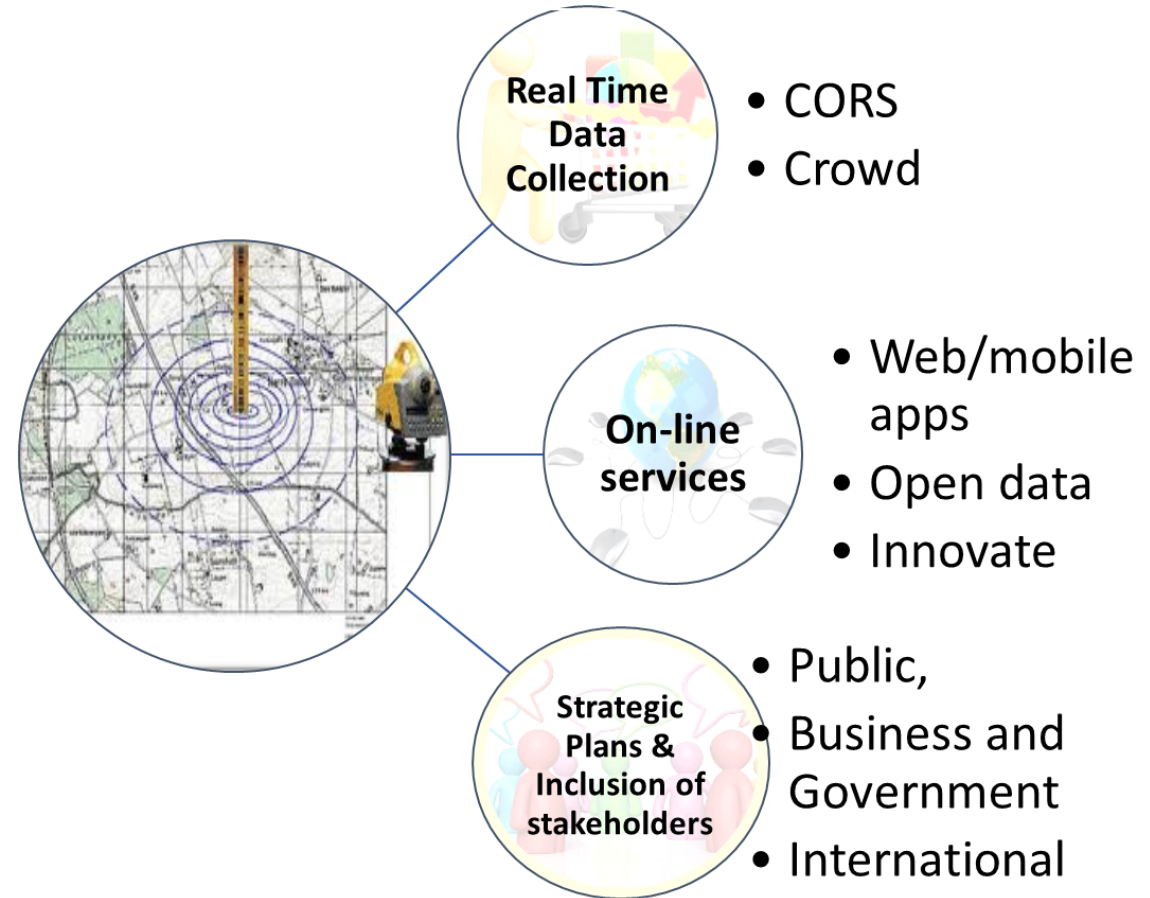 Real Time
Data
Collection
• CORS
• Crowd
On-line
services
• Web/mobile
apps
• Open data
• Innovate
Strategic
Plans &
Inclusion of
stakeholders
• Public,
• Business and
Government
• International